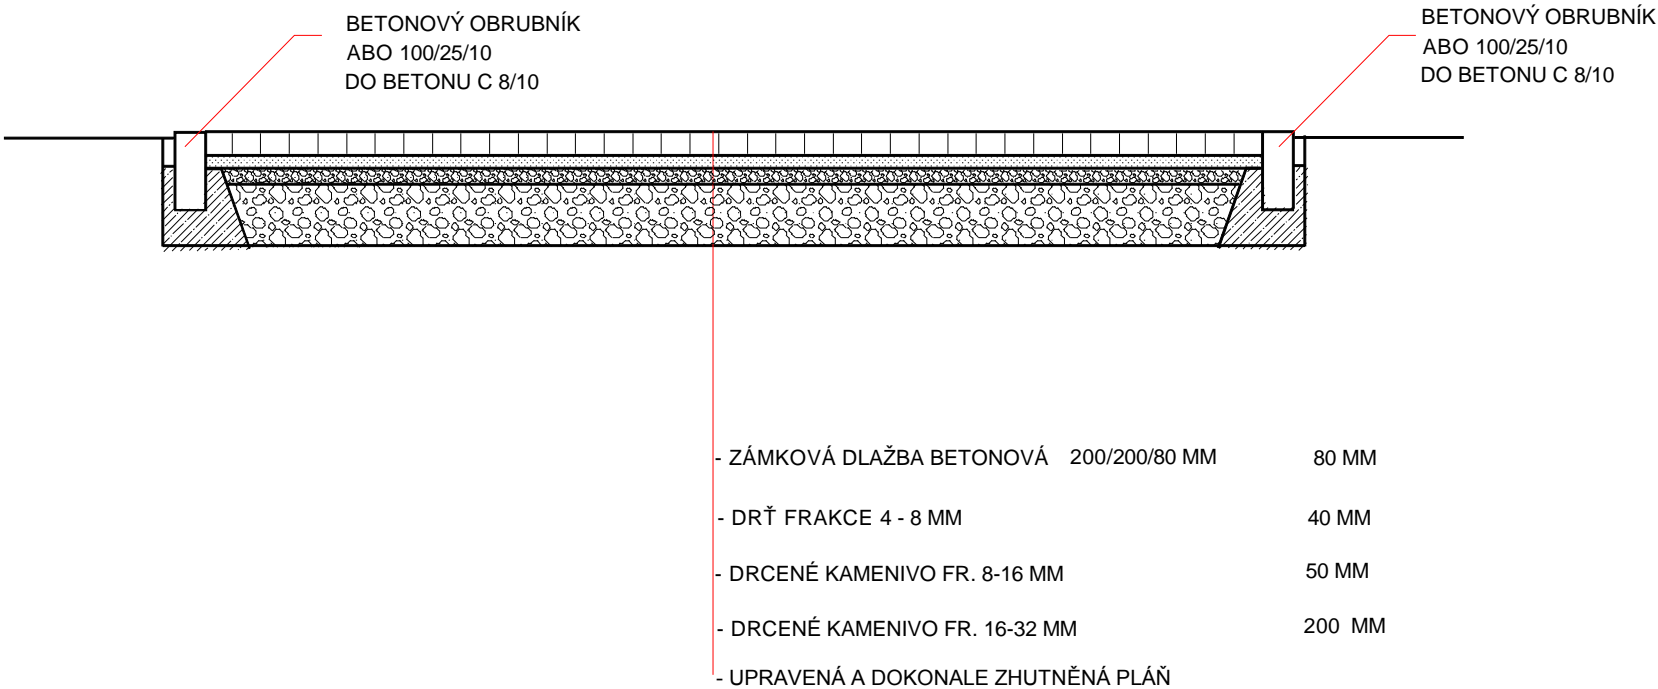 BETONOVÝ OBRUBNÍK
ABO 100/25/10
DO BETONU C 8/10
BETONOVÝ OBRUBNÍK
ABO 100/25/10
DO BETONU C 8/10
- ZÁMKOVÁ DLAŽBA BETONOVÁ 200/200/80 MM 80 MM
- DRŤ FRAKCE 4 - 8 MM 40 MM
- DRCENÉ KAMENIVO FR. 8-16 MM 50 MM
- DRCENÉ KAMENIVO FR. 16-32 MM 200 MM
- UPRAVENÁ A DOKONALE ZHUTNĚNÁ PLÁŇ